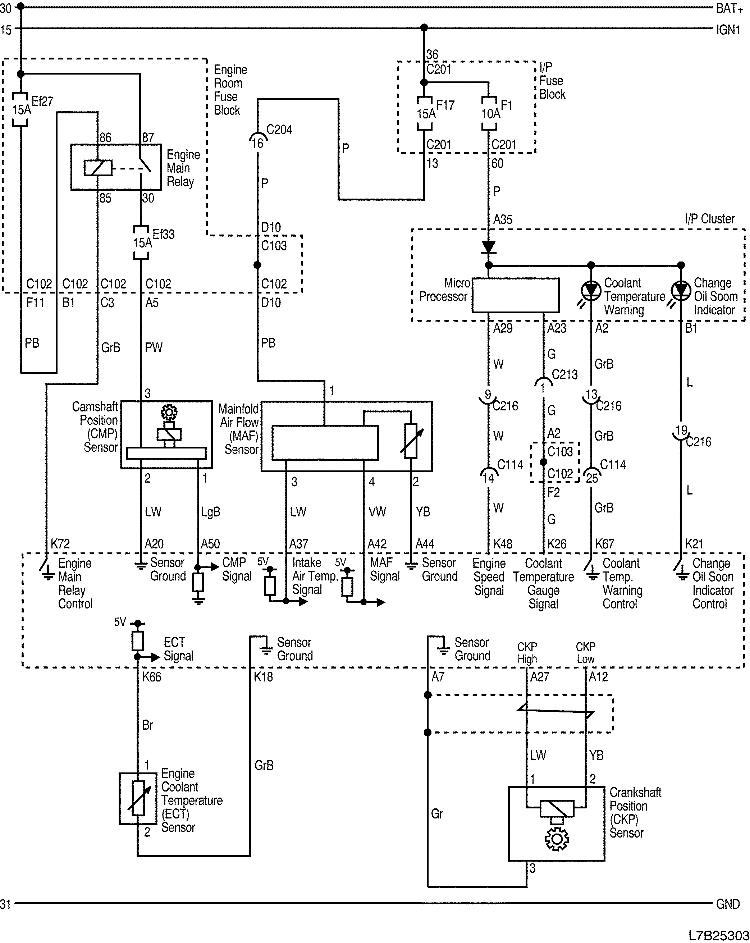 30 BAT+
15 IGN1
36
C201
I/P
Fuse
Block
Engine
Room
Fuse
Block
Ef27
15A
F17
15A
F1
10A
C204
16
86 87
Engine
Main
Relay
C201 C201
13 60
P
85 30
P P
Ef33
15A
D10
C103
A35 I/P Cluster
C102 C102 C102 C102 C102
F11 B1 C3 A5 D10
Micro
Processor
Coolant
Temperature
Warning
Change
Oil Soom
Indicator
A29 A23 A2 B1
PB GrB PW PB
W G GrB L
C213
1
3 1
9 C216
13 C216
19 C216
Camshaft
Position
(CMP)
Sensor
Mainfold
Air Flow
(MAF)
Sensor
W G GrB
A2
C103
C102
F2
C114
14
C114
25
2 1 3 4 2
LW LgB LW VW YB W G GrB L
K72 A20 A50 A37 A42 A44 K48 K26 K67 K21
Engine
Main
Relay
Control
Sensor
Ground
CMP
Signal
5V
Intake
Air Temp.
Signal
5V
MAF
Signal
Sensor
Ground
Engine
Speed
Signal
Coolant
Temperature
Gauge
Signal
Coolant
Temp.
Warning
Control
Change
Oil Soon
Indicator
Control
5V
ECT
Signal
Sensor
Ground
Sensor
Ground
CKP
High
CKP
Low
K66 K18 A7 A27 A12
Br GrB Gr LW YB
1
Engine
Coolant
Temperature
(ECT)
Sensor
2
1 2
Crankshaft
Position
(CKP)
Sensor
3
31 GND
L7B25303